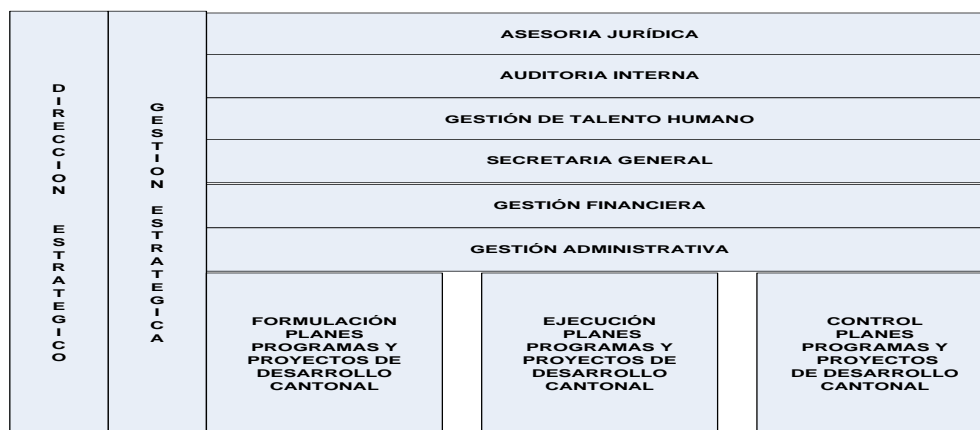 DIRECCION ESTRATEGICO
GESTION ESTRATEGICA
ASESORIA JURÍDICA
AUDITORIA INTERNA
GESTIÓN DE TALENTO HUMANO
SECRETARIA GENERAL
GESTIÓN FINANCIERA
GESTIÓN ADMINISTRATIVA
FORMULACIÓN
PLANES
PROGRAMAS Y
PROYECTOS DE
DESARROLLO
CANTONAL
EJECUCIÓN
PLANES
PROGRAMAS Y
PROYECTOS DE
DESARROLLO
CANTONAL
CONTROL
PLANES
PROGRAMAS Y
PROYECTOS
DE DESARROLLO
CANTONAL